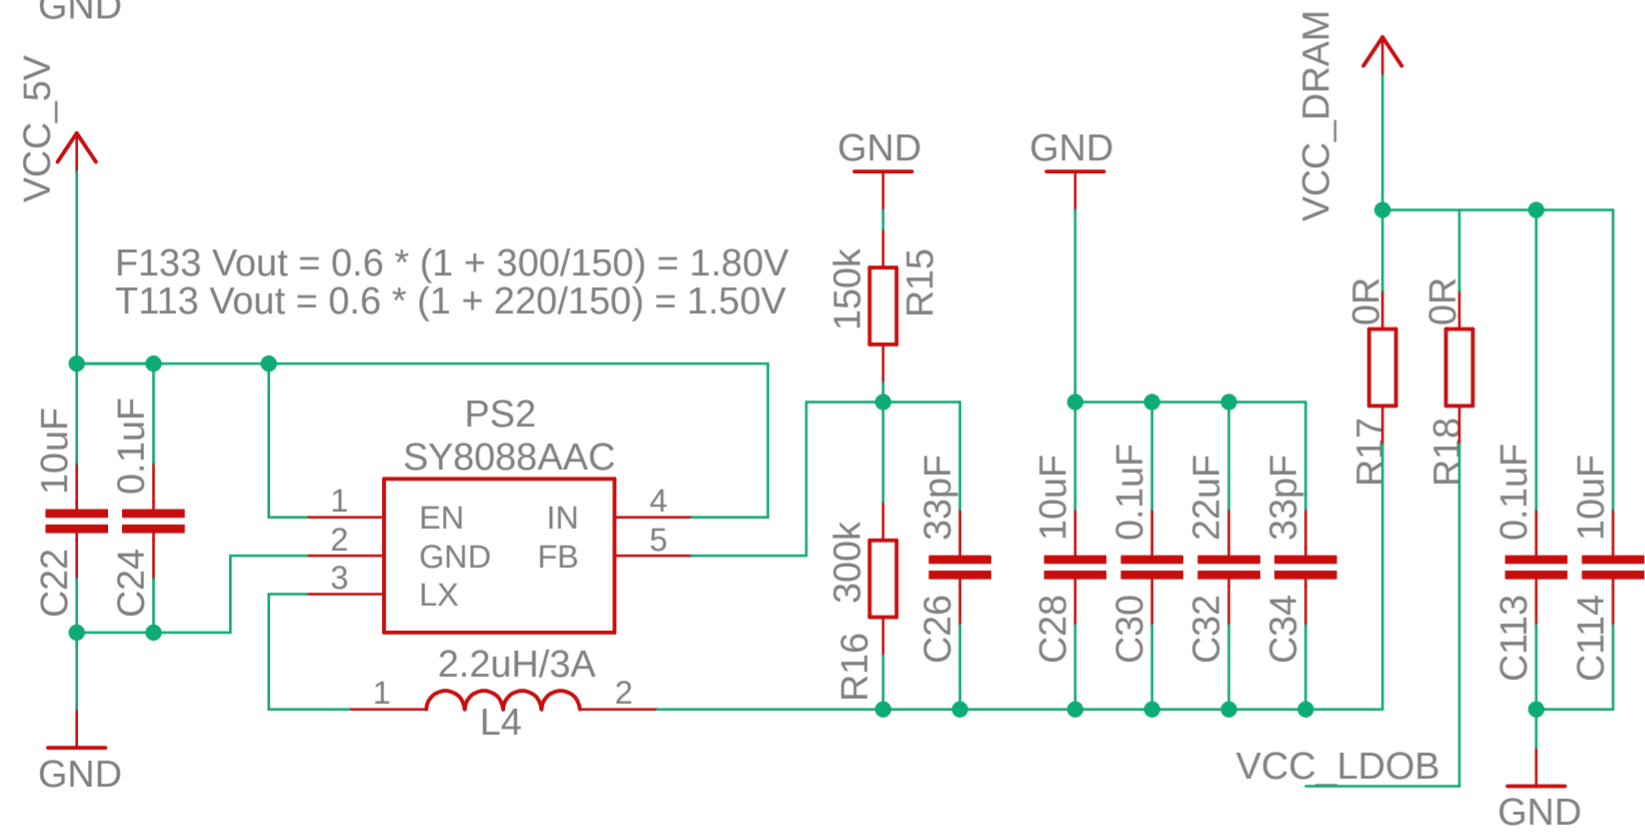 GND
VCC_5V
VCC_DRAM
GND
GND
F133 Vout = 0.6 * (1 + 300/150) = 1.80V
T113 Vout = 0.6 * (1 + 220/150) = 1.50V
150k
R15
0R
R17
0R
R18
10uF
C22
0.1uF
C24
PS2
SY8088AAC
1
2
3
EN
GND
LX
IN
FB
4
5
300k
R16
33pF
C26
10uF
C28
0.1uF
C30
22uF
C32
33pF
C34
0.1uF
C113
10uF
C114
2.2uH/3A
1
2
L4
GND
VCC_LDOB
GND